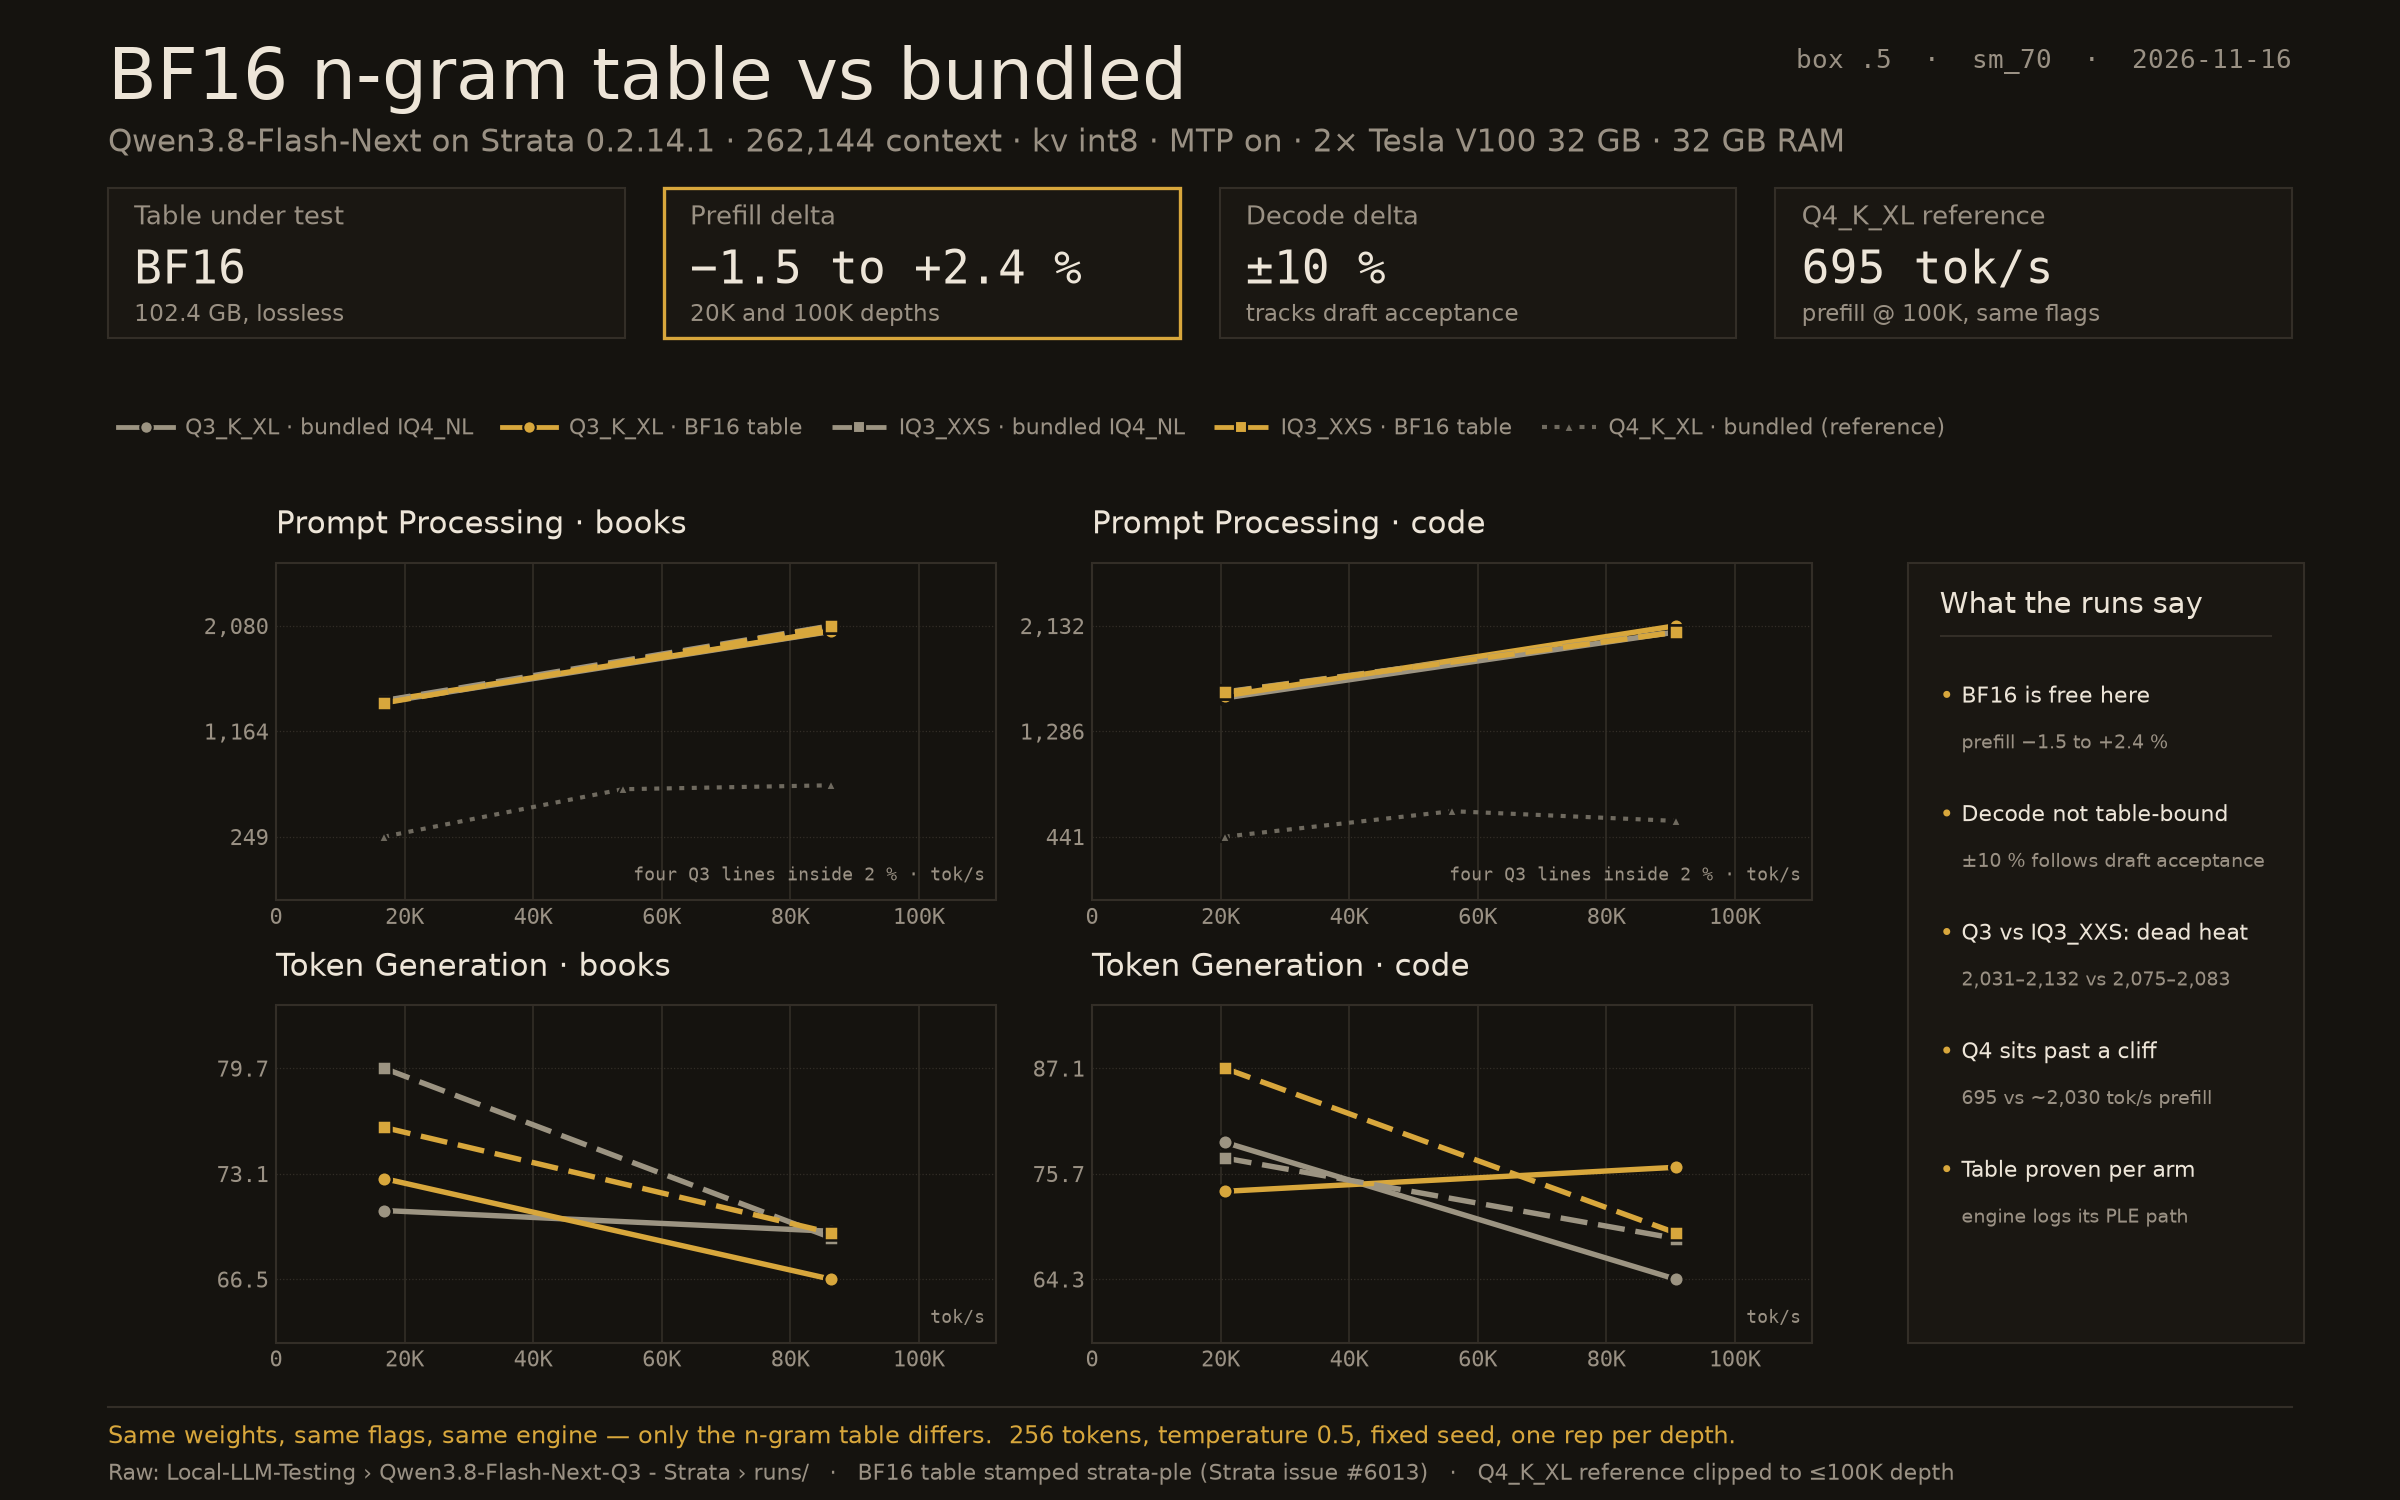 BF16 n-gram table vs bundled
box .5 · sm_70 · 2026-11-16
Qwen3.8-Flash-Next on Strata 0.2.14.1 · 262,144 context · kv int8 · MTP on · 2× Tesla V100 32 GB · 32 GB RAM
Table under test
BF16
102.4 GB, lossless
Prefill delta
−1.5 to +2.4 %
20K and 100K depths
Decode delta
±10 %
tracks draft acceptance
Q4_K_XL reference
695 tok/s
prefill @ 100K, same flags
Q3_K_XL · bundled IQ4_NL
Q3_K_XL · BF16 table
IQ3_XXS · bundled IQ4_NL
IQ3_XXS · BF16 table
Q4_K_XL · bundled (reference)
Prompt Processing · books
2,080
1,164
249
four Q3 lines inside 2 % · tok/s
0 20K 40K 60K 80K 100K
Prompt Processing · code
2,132
1,286
441
four Q3 lines inside 2 % · tok/s
0 20K 40K 60K 80K 100K
Token Generation · books
79.7
73.1
66.5
tok/s
0 20K 40K 60K 80K 100K
Token Generation · code
87.1
75.7
64.3
tok/s
0 20K 40K 60K 80K 100K
What the runs say
• BF16 is free here
prefill −1.5 to +2.4 %
• Decode not table-bound
±10 % follows draft acceptance
• Q3 vs IQ3_XXS: dead heat
2,031–2,132 vs 2,075–2,083
• Q4 sits past a cliff
695 vs ~2,030 tok/s prefill
• Table proven per arm
engine logs its PLE path
Same weights, same flags, same engine — only the n-gram table differs. 256 tokens, temperature 0.5, fixed seed, one rep per depth.
Raw: Local-LLM-Testing › Qwen3.8-Flash-Next-Q3 - Strata › runs/ · BF16 table stamped strata-ple (Strata issue #6013) · Q4_K_XL reference clipped to ≤100K depth